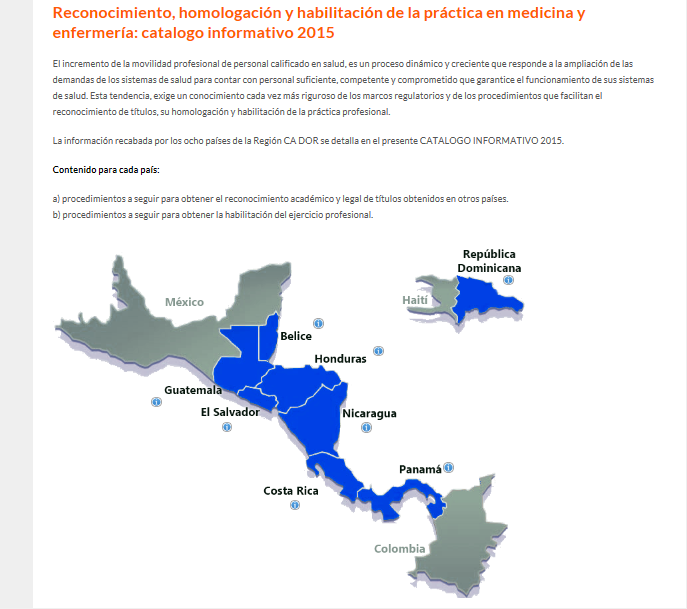 Reconocimiento, homologación y habilitación de la práctica en medicina y
enfermería: catalogo informativo 2015
El incremento de la movilidad profesional de personal calificado en salud, es un proceso dinámico y creciente que responde a la ampliación de las
demandas de los sistemas de salud para contar con personal suficiente, competente y comprometido que garantice el funcionamiento de sus sistemas
de salud. Esta tendencia, exige un conocimiento cada vez más riguroso de los marcos regulatorios y de los procedimientos que facilitan el
reconocimiento de títulos, su homologación y habilitación de la práctica profesional.
La información recabada por los ocho países de la Región CA DOR se detalla en el presente CATALOGO INFORMATIVO 2015.
Contenido para cada país:
a) procedimientos a seguir para obtener el reconocimiento académico y legal de títulos obtenidos en otros países.
b) procedimientos a seguir para obtener la habilitación del ejercicio profesional.
República
Dominicana
México
Haití
Belice
Honduras
Guatemala
El Salvador
Nicaragua
Panamá
Costa Rica
Colombia